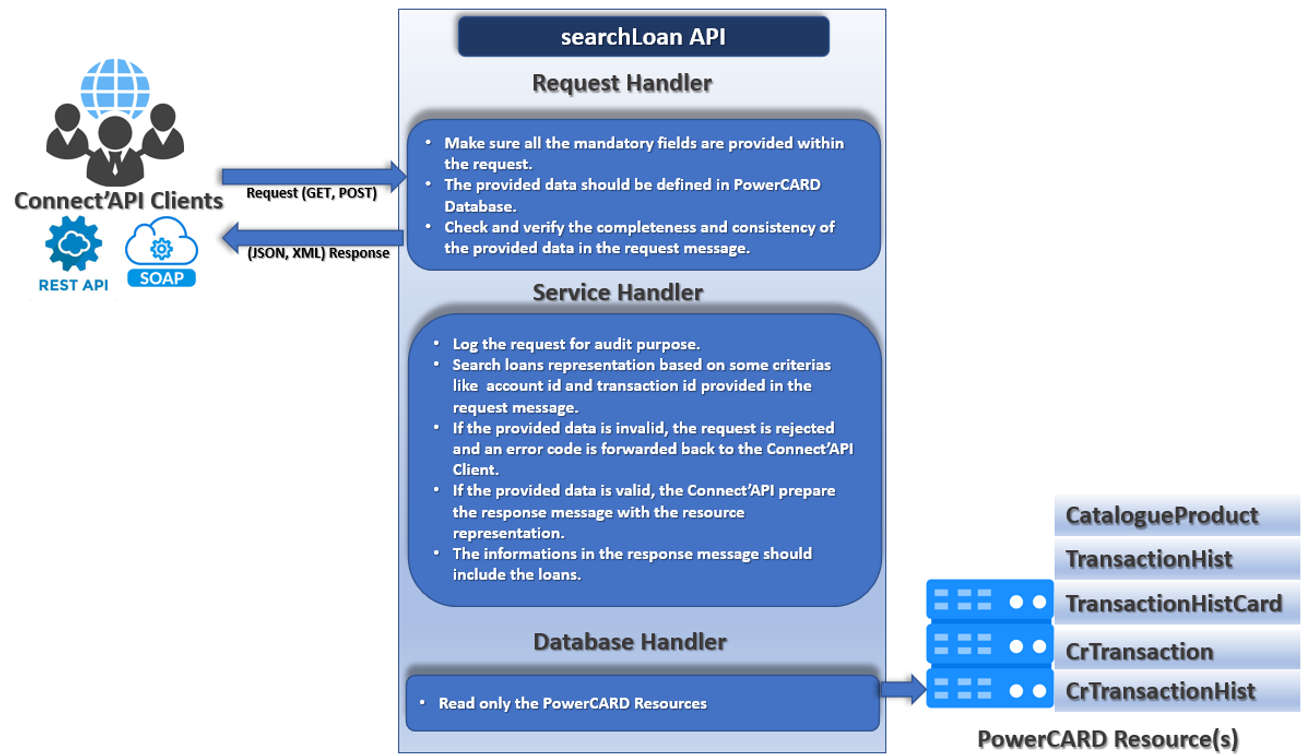 searchLoan API
Request Handler
• Make sure all the mandatory fields are provided within
the request.
• The provided data should be defined in PowerCARD
Database.
• Check and verify the completeness and consistency of
the provided data in the request message.
Connect'API Clients
Request (GET, POST)
(JSON, XML) Response
REST API
SOAP
Service Handler
• Log the request for audit purpose.
• Search loans representation based on some criterias
like account id and transaction id provided in the
request message.
• If the provided data is invalid, the request is rejected
and an error code is forwarded back to the Connect'API
Client.
• If the provided data is valid, the Connect'API prepare
the response message with the resource
representation.
• The informations in the response message should
include the loans.
Database Handler
• Read only the PowerCARD Resources
CatalogueProduct
TransactionHist
TransactionHistCard
CrTransaction
CrTransactionHist
PowerCARD Resource(s)